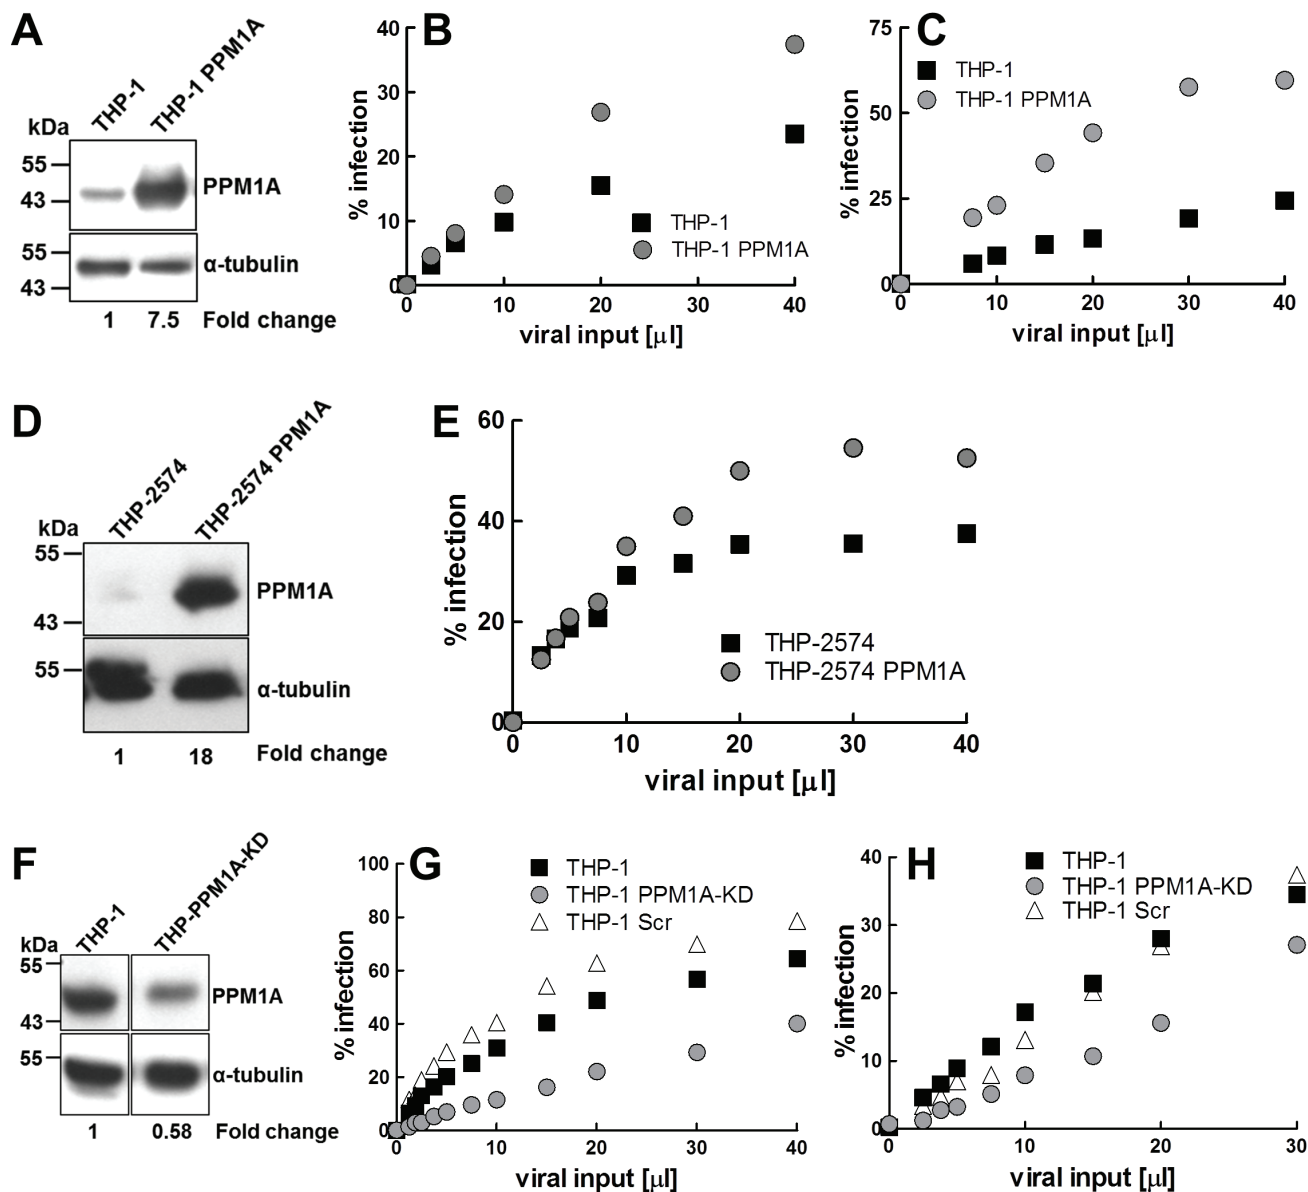 A
THP-1
THP-1 PPM1A
kDa
55
43
PPM1A
55
43
α-tubulin
1 7.5 Fold change
B
% infection
40
30
20
10
0
THP-1
THP-1 PPM1A
0 10 20 30 40
viral input [μl]
C
% infection
75
50
25
0
THP-1
THP-1 PPM1A
0 10 20 30 40
viral input [μl]
D
THP-2574
THP-2574 PPM1A
kDa
55
43
PPM1A
55
α-tubulin
1 18 Fold change
E
% infection
60
40
20
0
THP-2574
THP-2574 PPM1A
0 10 20 30 40
viral input [μl]
F
THP-1
THP-PPM1A-KD
kDa
55
43
PPM1A
55
α-tubulin
1 0.58 Fold change
G
% infection
100
80
60
40
20
0
THP-1
THP-1 PPM1A-KD
THP-1 Scr
0 10 20 30 40
viral input [μl]
H
% infection
40
30
20
10
0
THP-1
THP-1 PPM1A-KD
THP-1 Scr
0 10 20 30
viral input [μl]